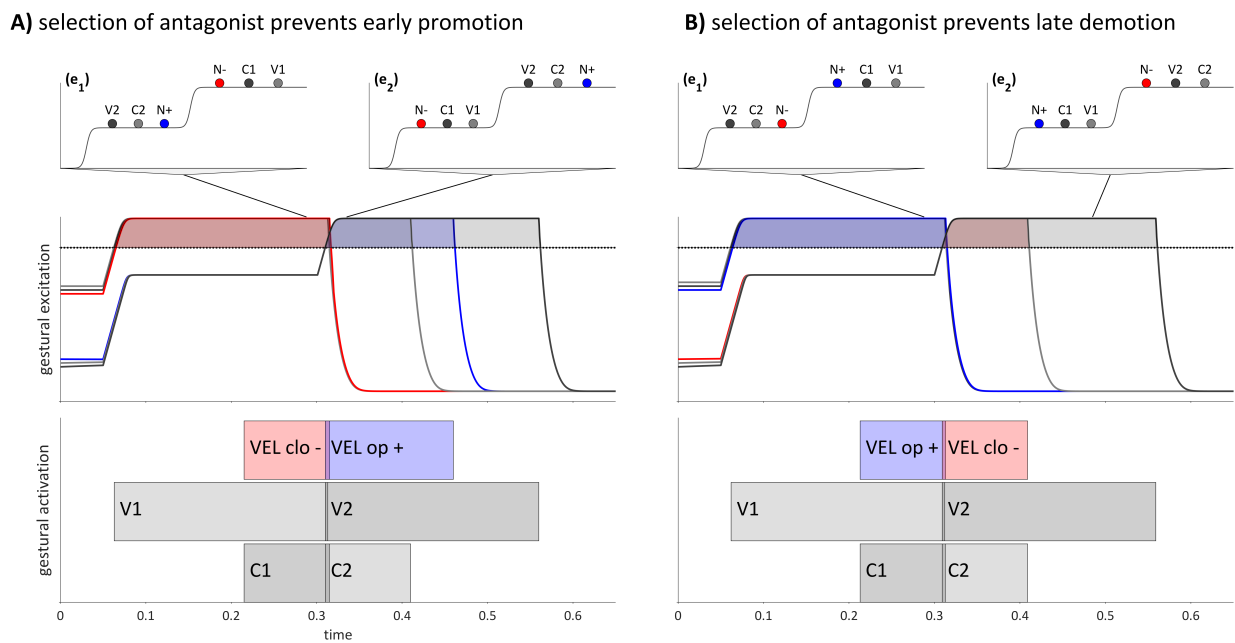 A) selection of antagonist prevents early promotion
(e1)
N- C1 V1
V2 C2 N+
(e2)
V2 C2 N+
N- C1 V1
gestural excitation
gestural activation
VEL clo - VEL op +
V1 V2
C1 C2
0 0.1 0.2 0.3 0.4 0.5 0.6
time
B) selection of antagonist prevents late demotion
(e1)
N+ C1 V1
V2 C2 N-
(e2)
N- V2 C2
N+ C1 V1
VEL op + VEL clo -
V1 V2
C1 C2
0 0.1 0.2 0.3 0.4 0.5 0.6